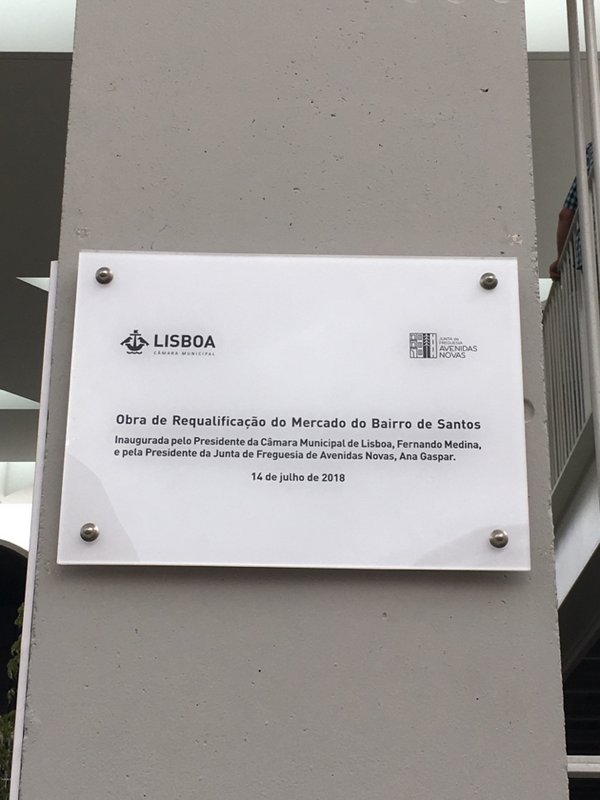 LISBOA
CÂMARA MUNICIPAL
JUNTA DE
FREGUESIA
AVENIDAS
NOVAS
Obra de Requalificação do Mercado do Bairro de Santos
Inaugurada pelo Presidente da Câmara Municipal de Lisboa, Fernando Medina,
e pela Presidente da Junta de Freguesia de Avenidas Novas, Ana Gaspar.
14 de julho de 2018